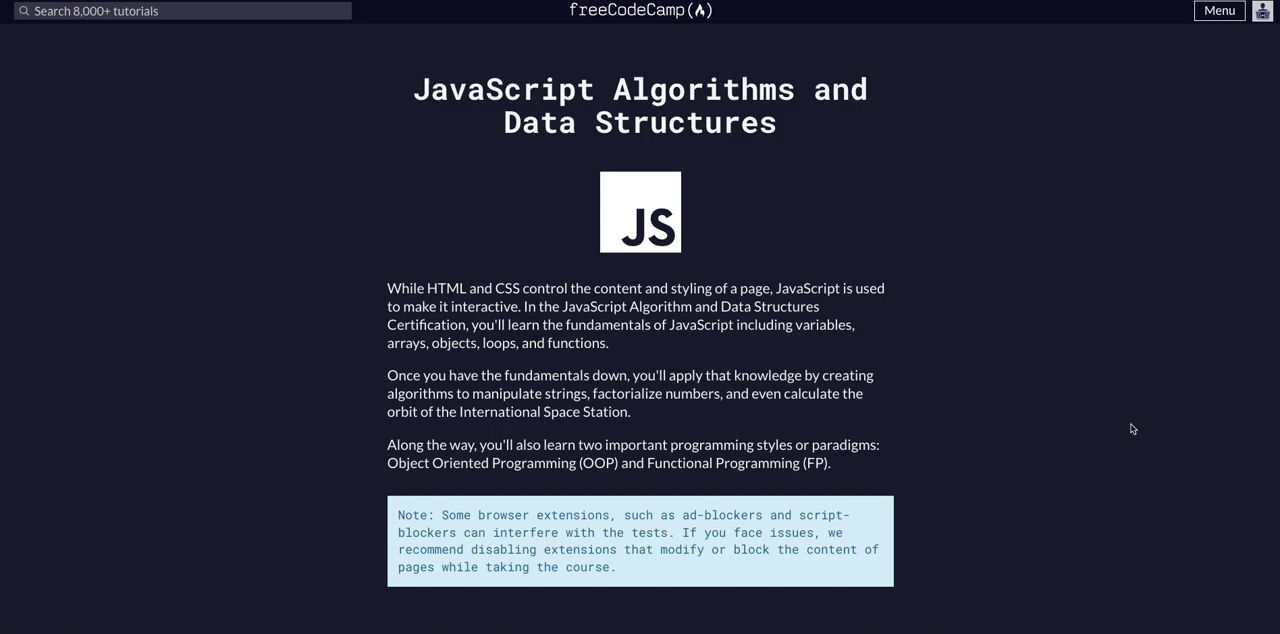 Search 8,000+ tutorials
freeCodeCamp
Menu
JavaScript Algorithms and
Data Structures
JS
While HTML and CSS control the content and styling of a page, JavaScript is used
to make it interactive. In the JavaScript Algorithm and Data Structures
Certification, you'll learn the fundamentals of JavaScript including variables,
arrays, objects, loops, and functions.
Once you have the fundamentals down, you'll apply that knowledge by creating
algorithms to manipulate strings, factorialize numbers, and even calculate the
orbit of the International Space Station.
Along the way, you'll also learn two important programming styles or paradigms:
Object Oriented Programming (OOP) and Functional Programming (FP).
Note: Some browser extensions, such as ad-blockers and script-
blockers can interfere with the tests. If you face issues, we
recommend disabling extensions that modify or block the content of
pages while taking the course.